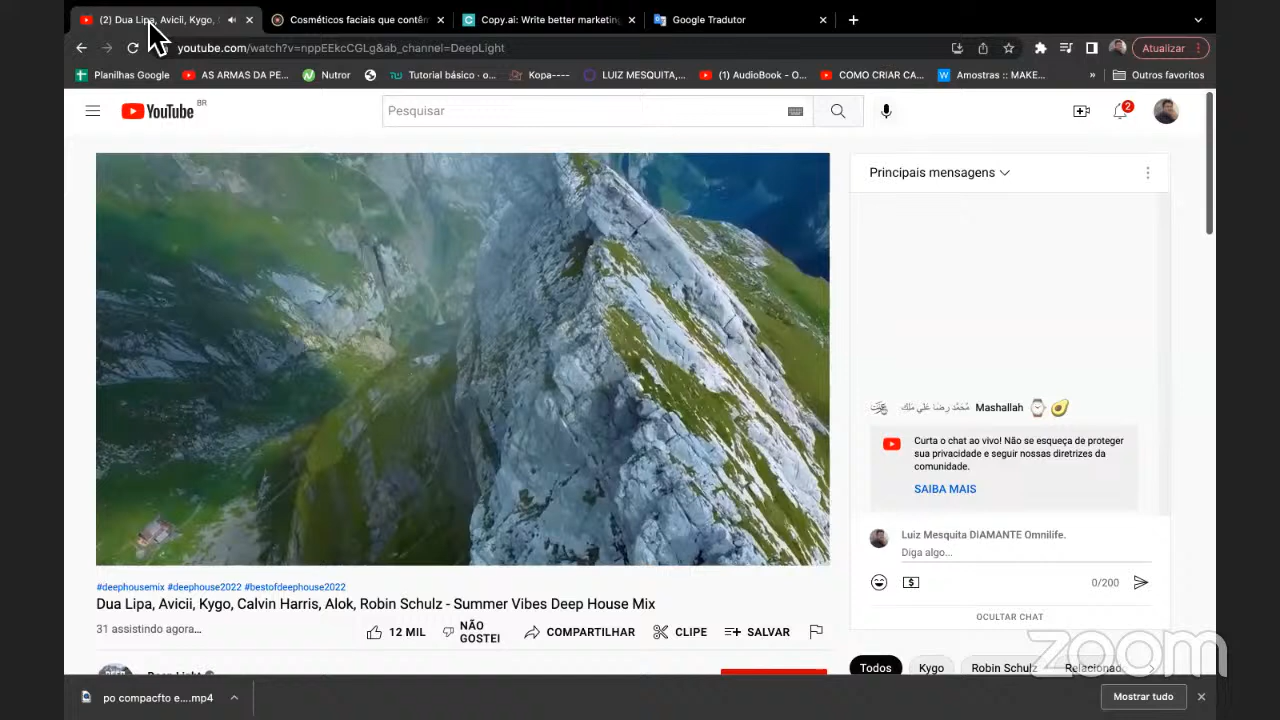 (2) Dua Lipa, Avicii, Kygo,
Cosméticos faciais que contêm
Copy.ai: Write better marketing
Google Tradutor
youtube.com/watch?v=nppEEkcCGLg&ab_channel=DeepLight
Atualizar
Planilhas Google
AS ARMAS DA PE...
Nutror
Tutorial básico · o...
Kopa----
LUIZ MESQUITA,...
(1) AudioBook - O...
COMO CRIAR CA...
Amostras :: MAKE...
»
Outros favoritos
YouTube BR
Pesquisar
2
Principais mensagens
Mashallah
Curta o chat ao vivo! Não se esqueça de proteger
sua privacidade e seguir nossas diretrizes da
comunidade.
SAIBA MAIS
Luiz Mesquita DIAMANTE Omnilife.
Diga algo...
0/200
OCULTAR CHAT
#deephousemix #deephouse2022 #bestofdeephouse2022
Dua Lipa, Avicii, Kygo, Calvin Harris, Alok, Robin Schulz - Summer Vibes Deep House Mix
31 assistindo agora...
12 MIL
NÃO
GOSTEI
COMPARTILHAR
CLIPE
SALVAR
Todos
Kygo
Robin Schulz
Relacionad
zoom
po compacfto e....mp4
Mostrar tudo